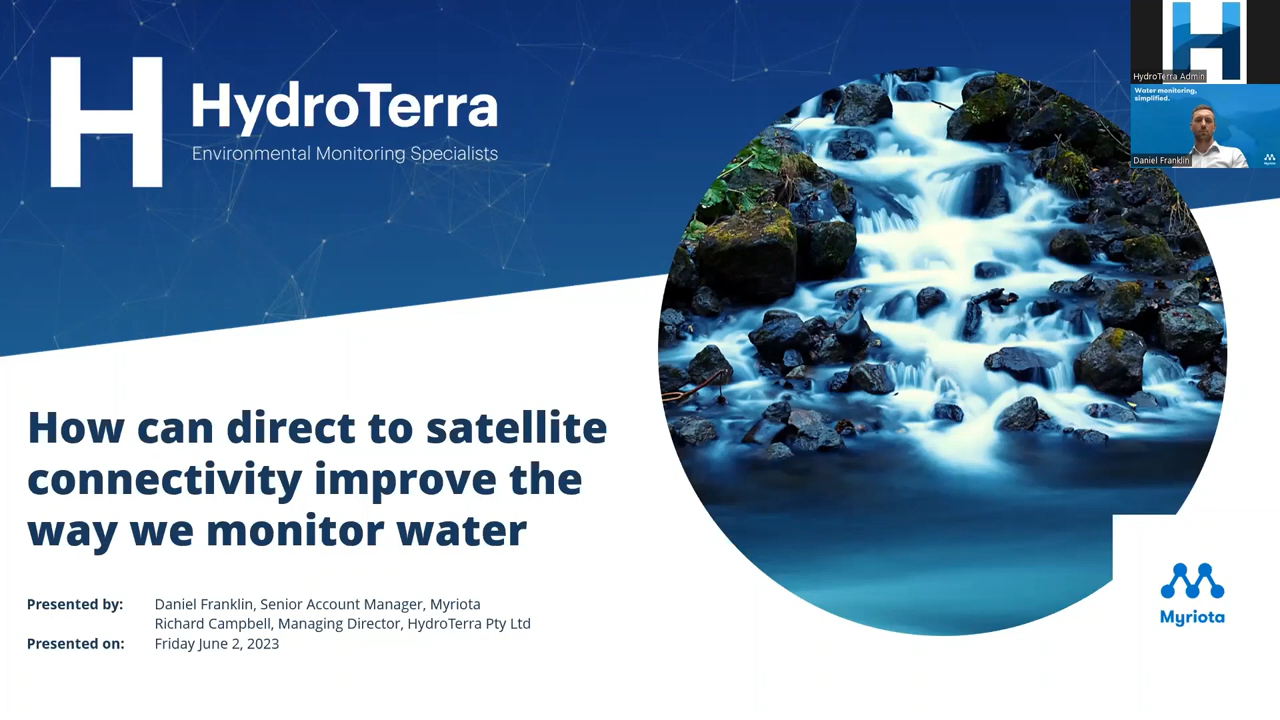 HydroTerra
Environmental Monitoring Specialists
HydroTerra Admin
Water monitoring,
simplified.
Daniel Franklin
How can direct to satellite
connectivity improve the
way we monitor water
Presented by: Daniel Franklin, Senior Account Manager, Myriota
Richard Campbell, Managing Director, HydroTerra Pty Ltd
Presented on: Friday June 2, 2023
Myriota